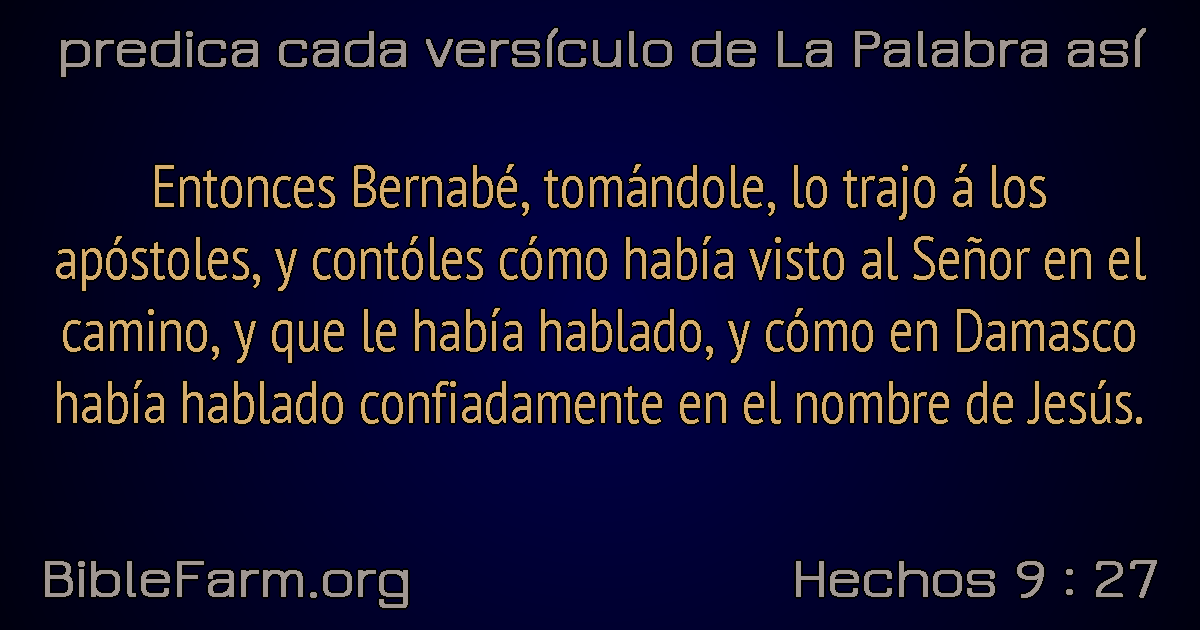 predica cada versículo de La Palabra así
Entonces Bernabé, tomándole, lo trajo á los
apóstoles, y contóles cómo había visto al Señor en el
camino, y que le había hablado, y cómo en Damasco
había hablado confiadamente en el nombre de Jesús.
BibleFarm.org
Hechos 9 : 27